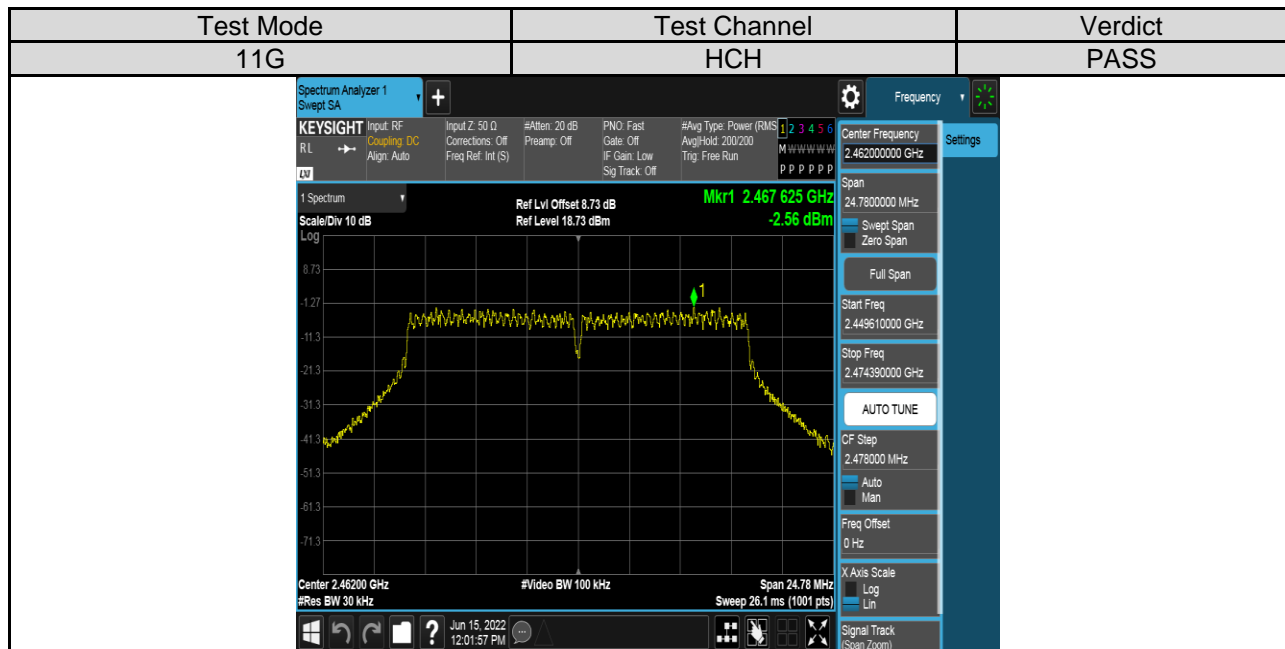 Test Mode Test Channel Verdict
11G HCH PASS
Spectrum Analyzer 1
Swept SA
+
Frequency
KEYSIGHT
RL
LXI
Input: RF
Coupling: DC
Align: Auto
Input Z: 50 Ω
Corrections: Off
Freq Ref: Int (S)
#Atten: 20 dB
Preamp: Off
PNO: Fast
Gate: Off
IF Gain: Low
Sig Track: Off
#Avg Type: Power (RMS
Avg|Hold: 200/200
Trig: Free Run
1 2 3 4 5 6
M W W W W W
P P P P P P
1 Spectrum
Scale/Div 10 dB
Ref Lvl Offset 8.73 dB
Ref Level 18.73 dBm
Mkr1 2.467 625 GHz
-2.56 dBm
Log
8.73
-1.27
-11.3
-21.3
-31.3
-41.3
-51.3
-61.3
-71.3
1
Center 2.46200 GHz
#Res BW 30 kHz
#Video BW 100 kHz
Span 24.78 MHz
Sweep 26.1 ms (1001 pts)
Center Frequency
2.462000000 GHz
Settings
Span
24.7800000 MHz
Swept Span
Zero Span
Full Span
Start Freq
2.449610000 GHz
Stop Freq
2.474390000 GHz
AUTO TUNE
CF Step
2.478000 MHz
Auto
Man
Freq Offset
0 Hz
X Axis Scale
Log
Lin
Signal Track
(Span Zoom)
?
Jun 15, 2022
12:01:57 PM